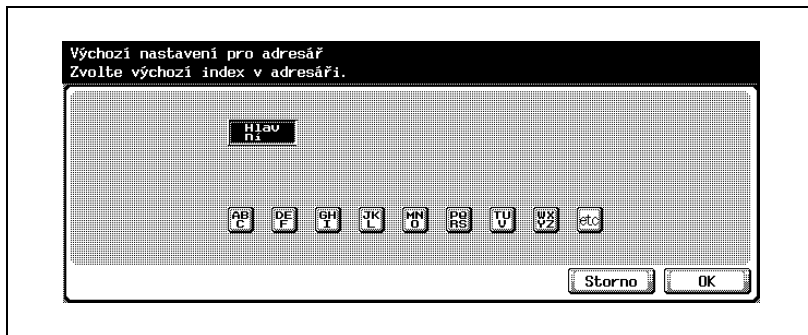 Výchozí nastavení pro adresář
Zvolte výchozí index v adresáři.
Hlav
ní
AB DE GH JK MN PQ TU WX etc
C F I L O RS V YZ
Storno OK